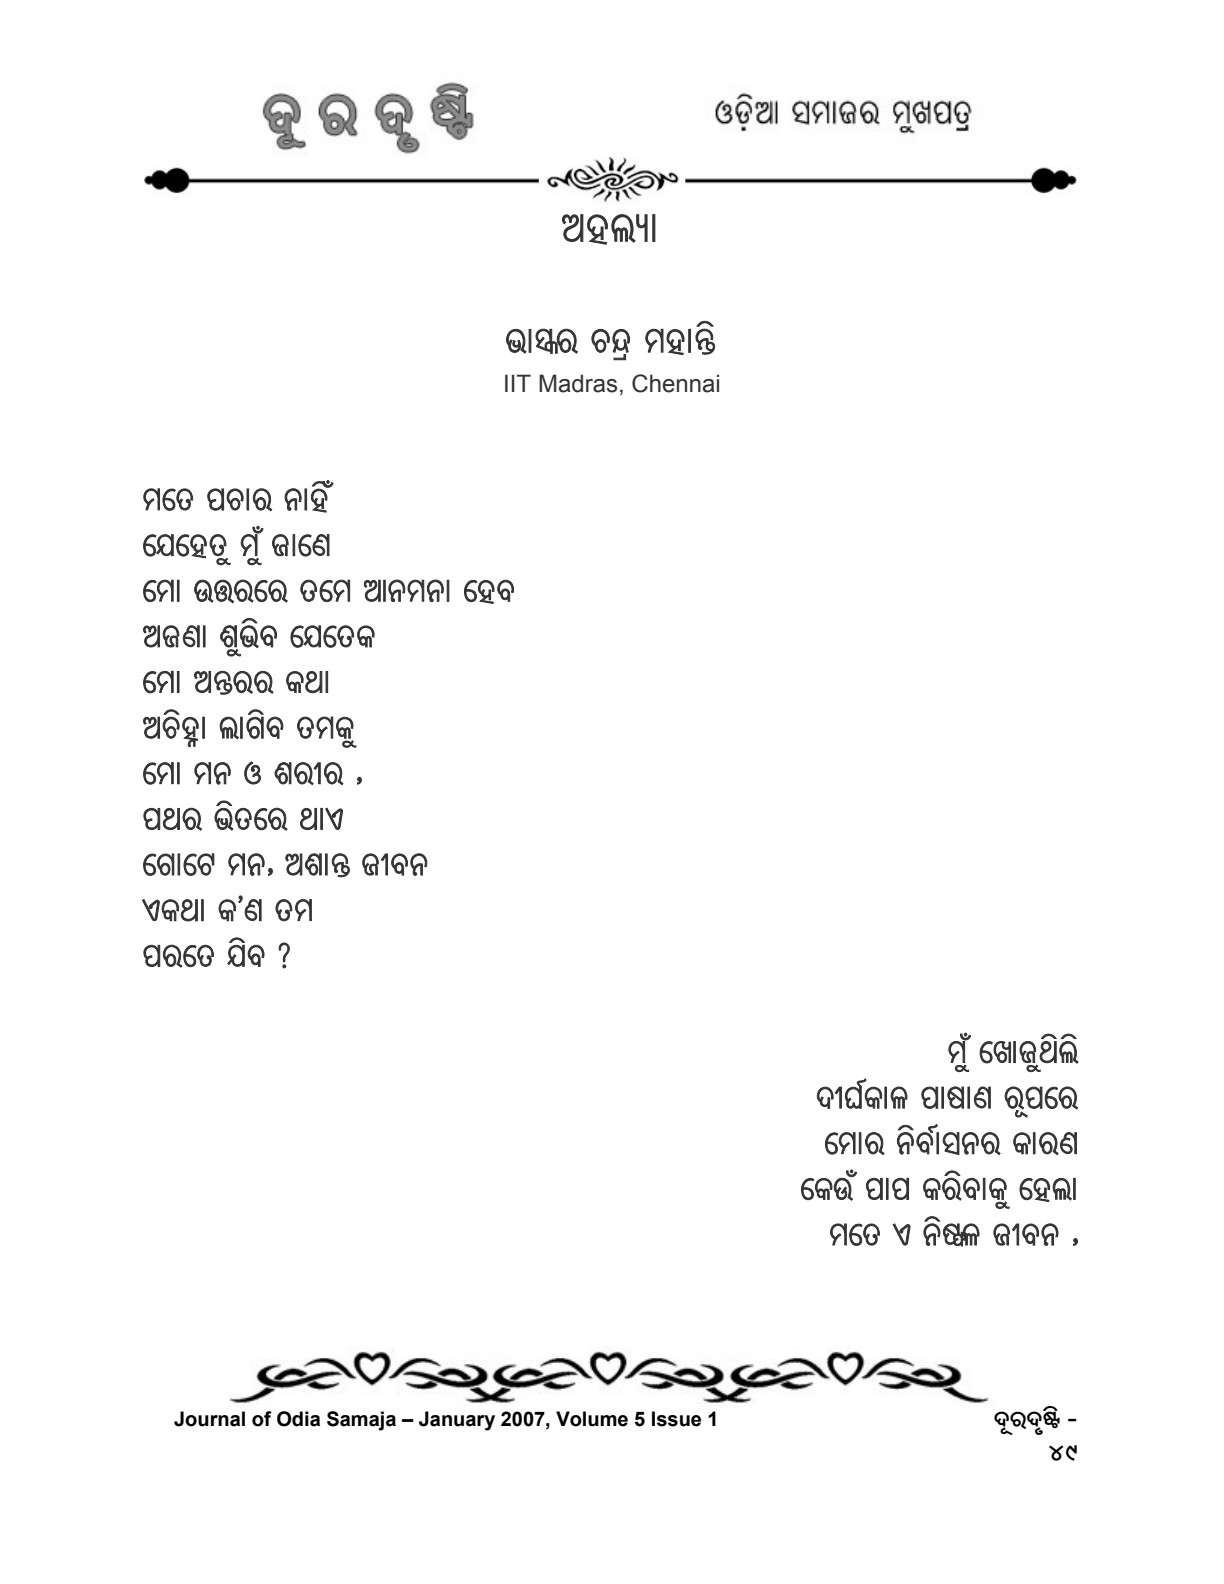 ଦୂରଦୃଷ୍ଟି ଓଡ଼ିଆ ସମାଜର ମୁଖପତ୍ର
ଅହଲ୍ୟା
ଭାସ୍କର ଚନ୍ଦ୍ର ମହାନ୍ତି
IIT Madras, Chennai
ମତେ ପଚାର ନାହିଁ
ଯେହେତୁ ମୁଁ ଜାଣେ
ମୋ ଉତ୍ତରରେ ତମେ ଆନମନା ହେବ
ଅଜଣା ଶୁଭିବ ଯେତେକ
ମୋ ଅନ୍ତରର କଥା
ଅଚିହ୍ନା ଲାଗିବ ତମକୁ
ମୋ ମନ ଓ ଶରୀର ,
ପଥର ଭିତରେ ଥାଏ
ଗୋଟେ ମନ, ଅଶାନ୍ତ ଜୀବନ
ଏକଥା କ’ଣ ତମ
ପରତେ ଯିବ ?
ମୁଁ ଖୋଜୁଥିଲି
ଦୀର୍ଘକାଳ ପାଷାଣ ରୂପରେ
ମୋର ନିର୍ବାସନର କାରଣ
କେଉଁ ପାପ କରିବାକୁ ହେଲା
ମତେ ଏ ନିଷ୍ଫଳ ଜୀବନ ,
Journal of Odia Samaja – January 2007, Volume 5 Issue 1 ଦୂରଦୃଷ୍ଟି -
୪୯